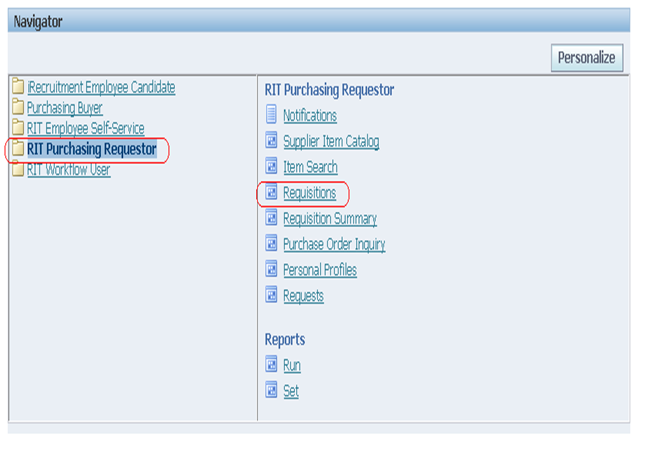 Navigator
Personalize
iRecruitment Employee Candidate
Purchasing Buyer
RIT Employee Self-Service
RIT Purchasing Requestor
RIT Workflow User
RIT Purchasing Requestor
Notifications
Supplier Item Catalog
Item Search
Requisitions
Requisition Summary
Purchase Order Inquiry
Personal Profiles
Requests
Reports
Run
Set